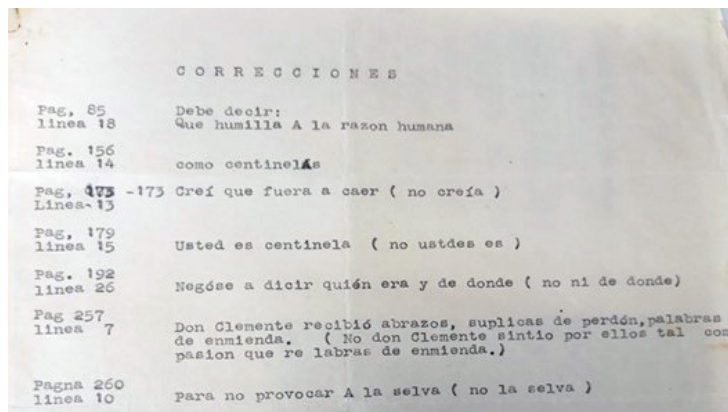 CORRECCIONES
Pag, 85 Debe decir:
linea 18 Que humilla A la razon humana
Pag. 156
linea 14 como centinelas
Pag, 173 -173 Creí que fuera a caer ( no creía )
Linea-13
Pag, 179
linea 15 Usted es centinela ( no ustdes es )
Pag. 192
linea 26 Negóse a dicir quién era y de donde ( no ni de donde)
Pag 257
linea 7 Don Clemente recibió abrazos, suplicas de perdón,palabras
de enmienda. ( No don Clemente sintio por ellos tal com
pasion que re labras de enmienda.)
Pagna 260
linea 10 para no provocar A la selva ( no la selva )